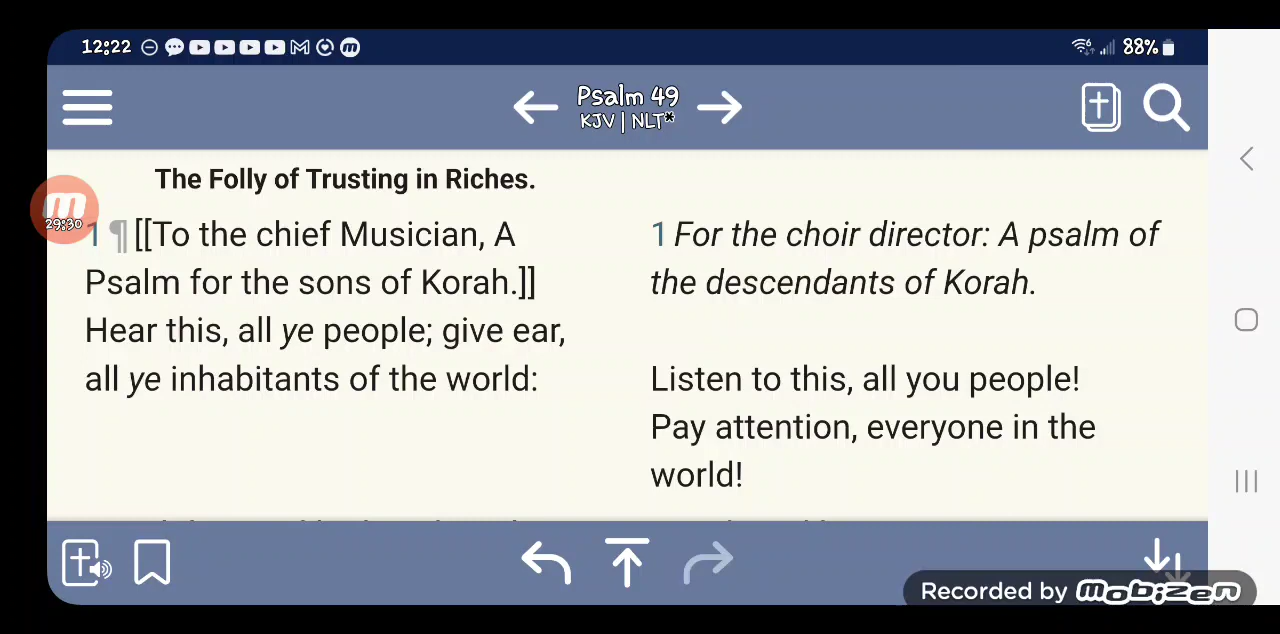 12:22
88%
Psalm 49
KJV | NLT*
The Folly of Trusting in Riches.
29:30
1 ¶ [[To the chief Musician, A
Psalm for the sons of Korah.]]
Hear this, all ye people; give ear,
all ye inhabitants of the world:
1 For the choir director: A psalm of
the descendants of Korah.
Listen to this, all you people!
Pay attention, everyone in the
world!
Recorded by mobizen